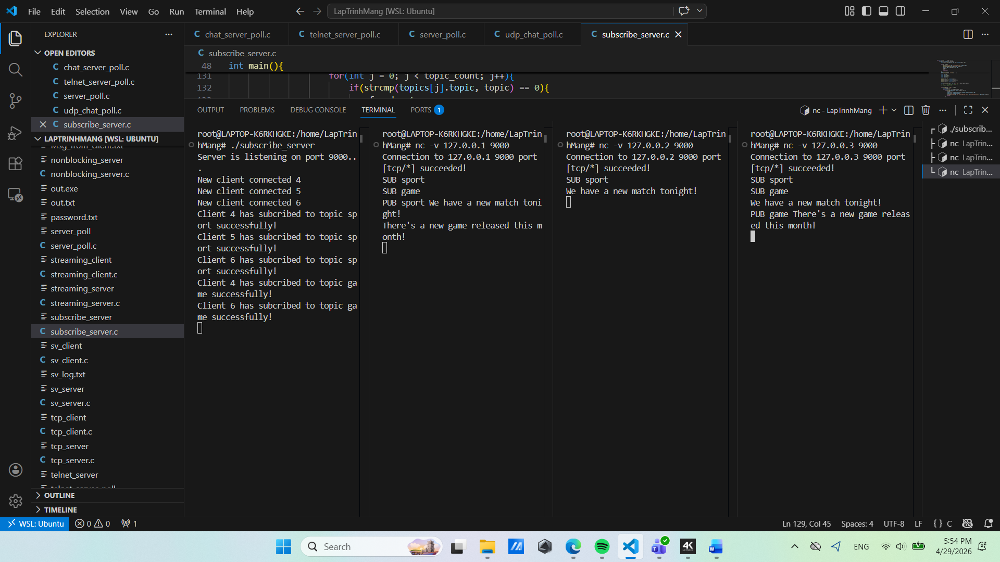 File Edit Selection View Go Run Terminal Help
LapTrinhMang [WSL: Ubuntu]
EXPLORER
OPEN EDITORS
chat_server_poll.c
telnet_server_poll.c
server_poll.c
udp_chat_poll.c
subscribe_server.c
LAPTRINHMANG [WSL: UBUNTU]
Msg_from_client.txt
nonblocking_server
nonblocking_server.c
out.exe
out.txt
password.txt
server_poll
server_poll.c
streaming_client
streaming_client.c
streaming_server
streaming_server.c
subscribe_server
subscribe_server.c
sv_client
sv_client.c
sv_log.txt
sv_server
sv_server.c
tcp_client
tcp_client.c
tcp_server
tcp_server.c
telnet_server
telnet_server_poll
OUTLINE
TIMELINE
C chat_server_poll.c
C telnet_server_poll.c
C server_poll.c
C udp_chat_poll.c
C subscribe_server.c
C subscribe_server.c
48 int main(){
131 for(int j = 0; j < topic_count; j++){
132 if(strcmp(topics[j].topic, topic) == 0){
OUTPUT PROBLEMS DEBUG CONSOLE TERMINAL PORTS 1
nc - LapTrinhMang
root@LAPTOP-K6RKHGKE:/home/LapTrin
hMang# ./subscribe_server
Server is listening on port 9000..
.
New client connected 4
New client connected 5
New client connected 6
Client 4 has subcribed to topic sp
ort successfully!
Client 5 has subcribed to topic sp
ort successfully!
Client 6 has subcribed to topic sp
ort successfully!
Client 4 has subcribed to topic ga
me successfully!
Client 6 has subcribed to topic ga
me successfully!
root@LAPTOP-K6RKHGKE:/home/LapTrin
hMang# nc -v 127.0.0.1 9000
Connection to 127.0.0.1 9000 port
[tcp/*] succeeded!
SUB sport
SUB game
PUB sport We have a new match toni
ght!
There's a new game released this m
onth!
root@LAPTOP-K6RKHGKE:/home/LapTrin
hMang# nc -v 127.0.0.2 9000
Connection to 127.0.0.2 9000 port
[tcp/*] succeeded!
SUB sport
We have a new match tonight!
root@LAPTOP-K6RKHGKE:/home/LapTrin
hMang# nc -v 127.0.0.3 9000
Connection to 127.0.0.3 9000 port
[tcp/*] succeeded!
SUB sport
SUB game
We have a new match tonight!
PUB game There's a new game releas
ed this month!
./subscrib...
nc LapTrin...
nc LapTrin...
nc LapTrin...
WSL: Ubuntu 0 0 1
Ln 129, Col 45 Spaces: 4 UTF-8 LF {} C
Search
ENG
5:54 PM
4/29/2026